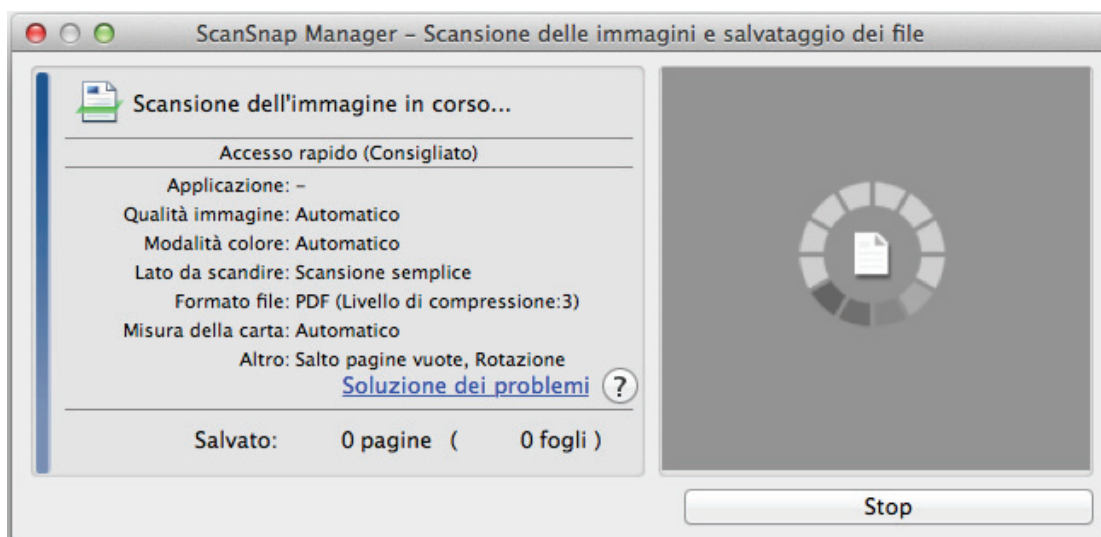 ScanSnap Manager – Scansione delle immagini e salvataggio dei file
Scansione dell'immagine in corso...
Accesso rapido (Consigliato)
Applicazione: –
Qualità immagine: Automatico
Modalità colore: Automatico
Lato da scandire: Scansione semplice
Formato file: PDF (Livello di compressione:3)
Misura della carta: Automatico
Altro: Salto pagine vuote, Rotazione
Soluzione dei problemi ?
Salvato: 0 pagine ( 0 fogli )
Stop